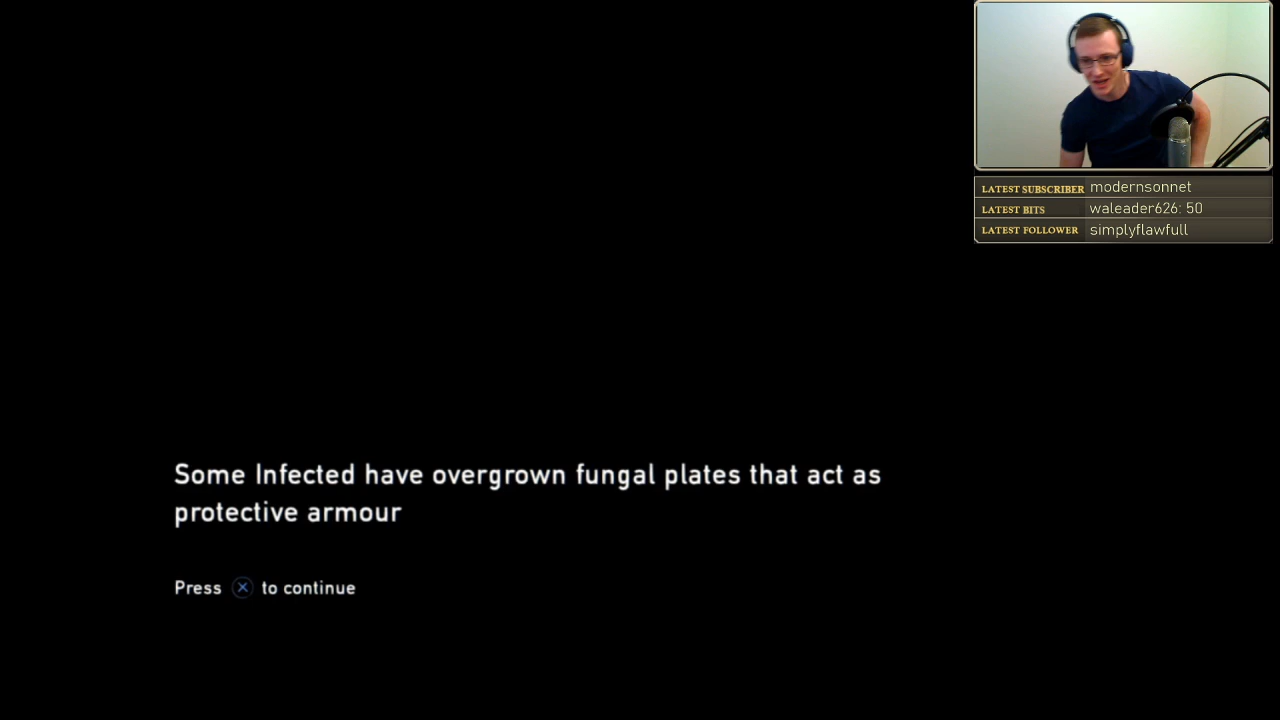 LATEST SUBSCRIBER modernsonnet
LATEST BITS waleader626: 50
LATEST FOLLOWER simplyflawfull
Some Infected have overgrown fungal plates that act as
protective armour
Press ⓧ to continue